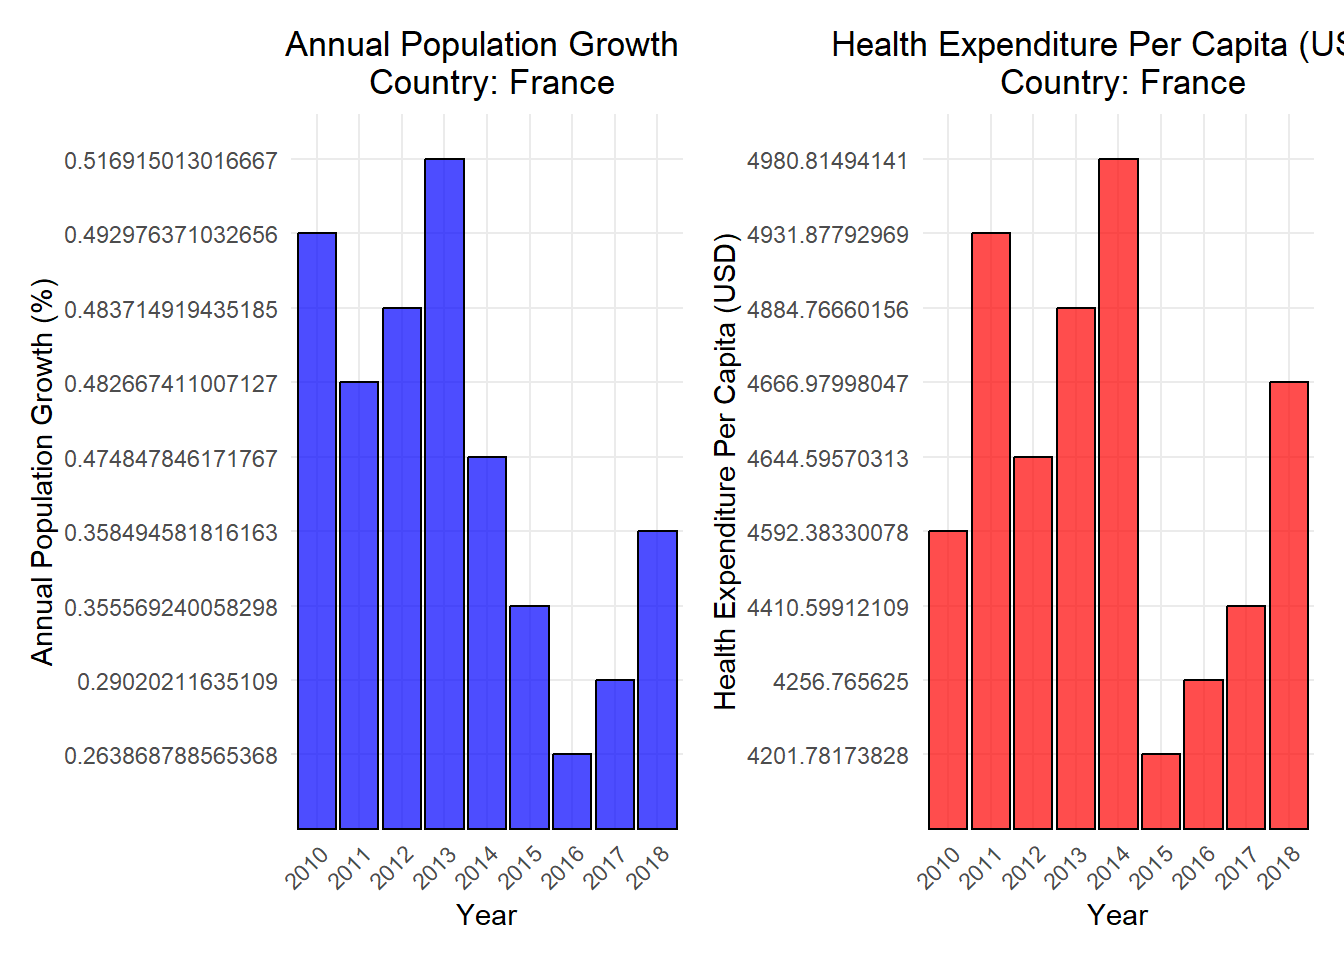 Annual Population Growth
Country: France
Annual Population Growth (%)
0.516915013016667
0.492976371032656
0.483714919435185
0.482667411007127
0.474847846171767
0.358494581816163
0.355569240058298
0.29020211635109
0.263868788565368
2010 2011 2012 2013 2014 2015 2016 2017 2018
Year
Health Expenditure Per Capita (US
Country: France
Health Expenditure Per Capita (USD)
4980.81494141
4931.87792969
4884.76660156
4666.97998047
4644.59570313
4592.38330078
4410.59912109
4256.765625
4201.78173828
2010 2011 2012 2013 2014 2015 2016 2017 2018
Year